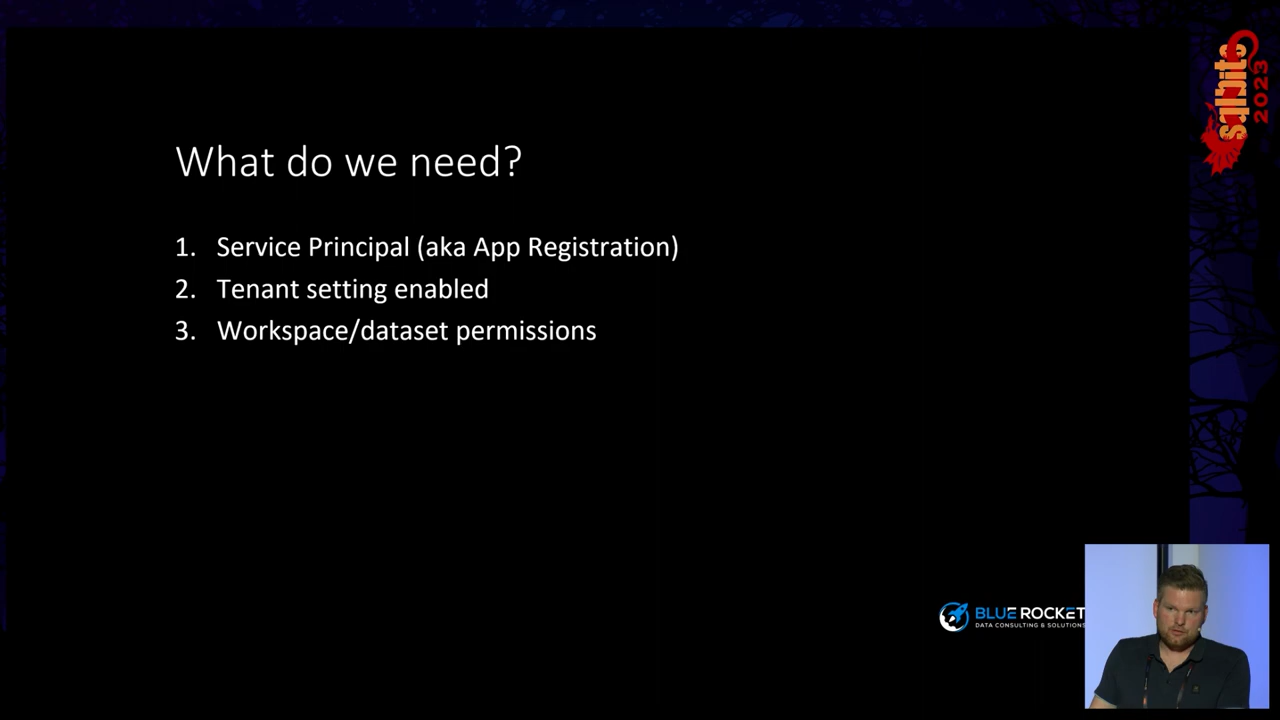 What do we need?
1. Service Principal (aka App Registration)
2. Tenant setting enabled
3. Workspace/dataset permissions
sqlbits
2023
BLUE ROCKET
DATA CONSULTING & SOLUTIONS